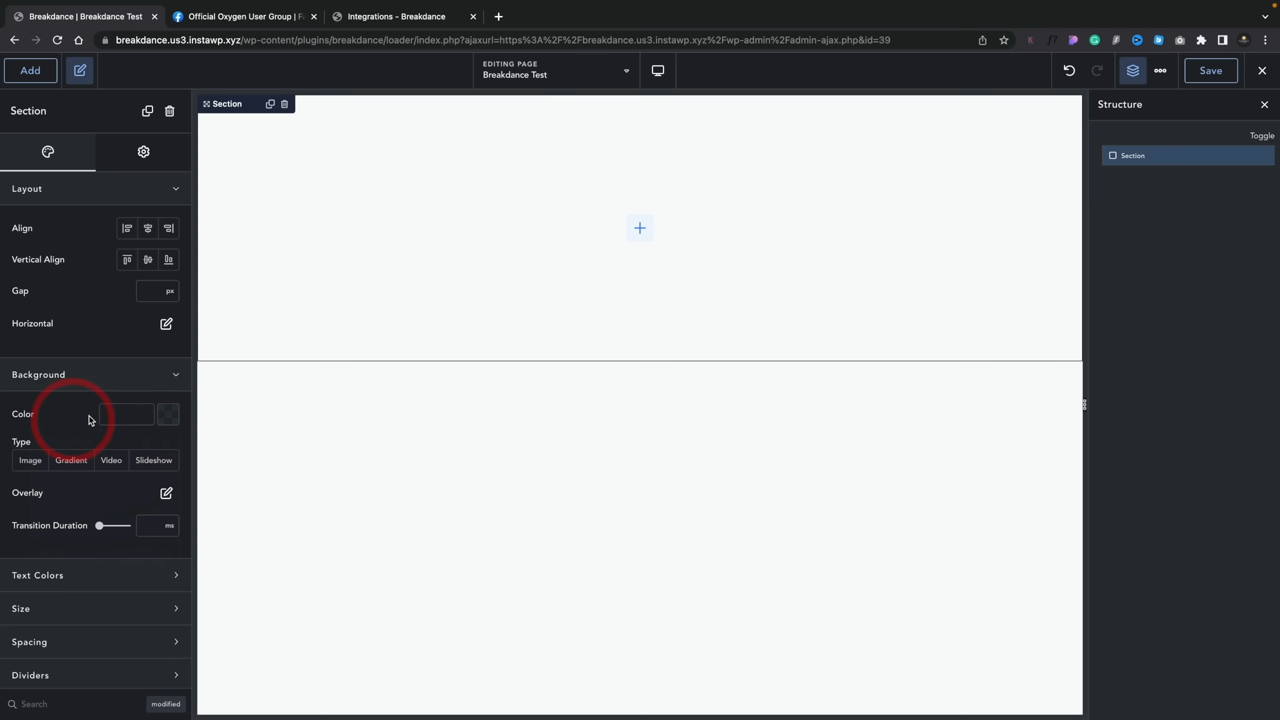 Breakdance | Breakdance Test
Official Oxygen User Group | Fa
Integrations – Breakdance
breakdance.us3.instawp.xyz/wp-content/plugins/breakdance/loader/index.php?ajaxurl=https%3A%2F%2Fbreakdance.us3.instawp.xyz%2Fwp-admin%2Fadmin-ajax.php&id=39
Add
EDITING PAGE
Breakdance Test
Save
Section
Section
Structure
Toggle
Section
Layout
Align
Vertical Align
Gap
px
Horizontal
Background
Color
Type
Image
Gradient
Video
Slideshow
Overlay
Transition Duration
ms
Text Colors
Size
Spacing
Dividers
Search
modified